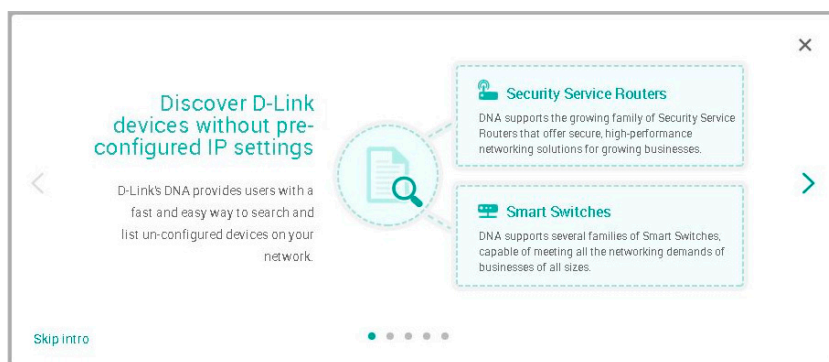 Discover D-Link
devices without pre-
configured IP settings
D-Link's DNA provides users with a
fast and easy way to search and
list un-configured devices on your
network.
Security Service Routers
DNA supports the growing family of Security Service
Routers that offer secure, high-performance
networking solutions for growing businesses.
Smart Switches
DNA supports several families of Smart Switches,
capable of meeting all the networking demands of
businesses of all sizes.
Skip intro